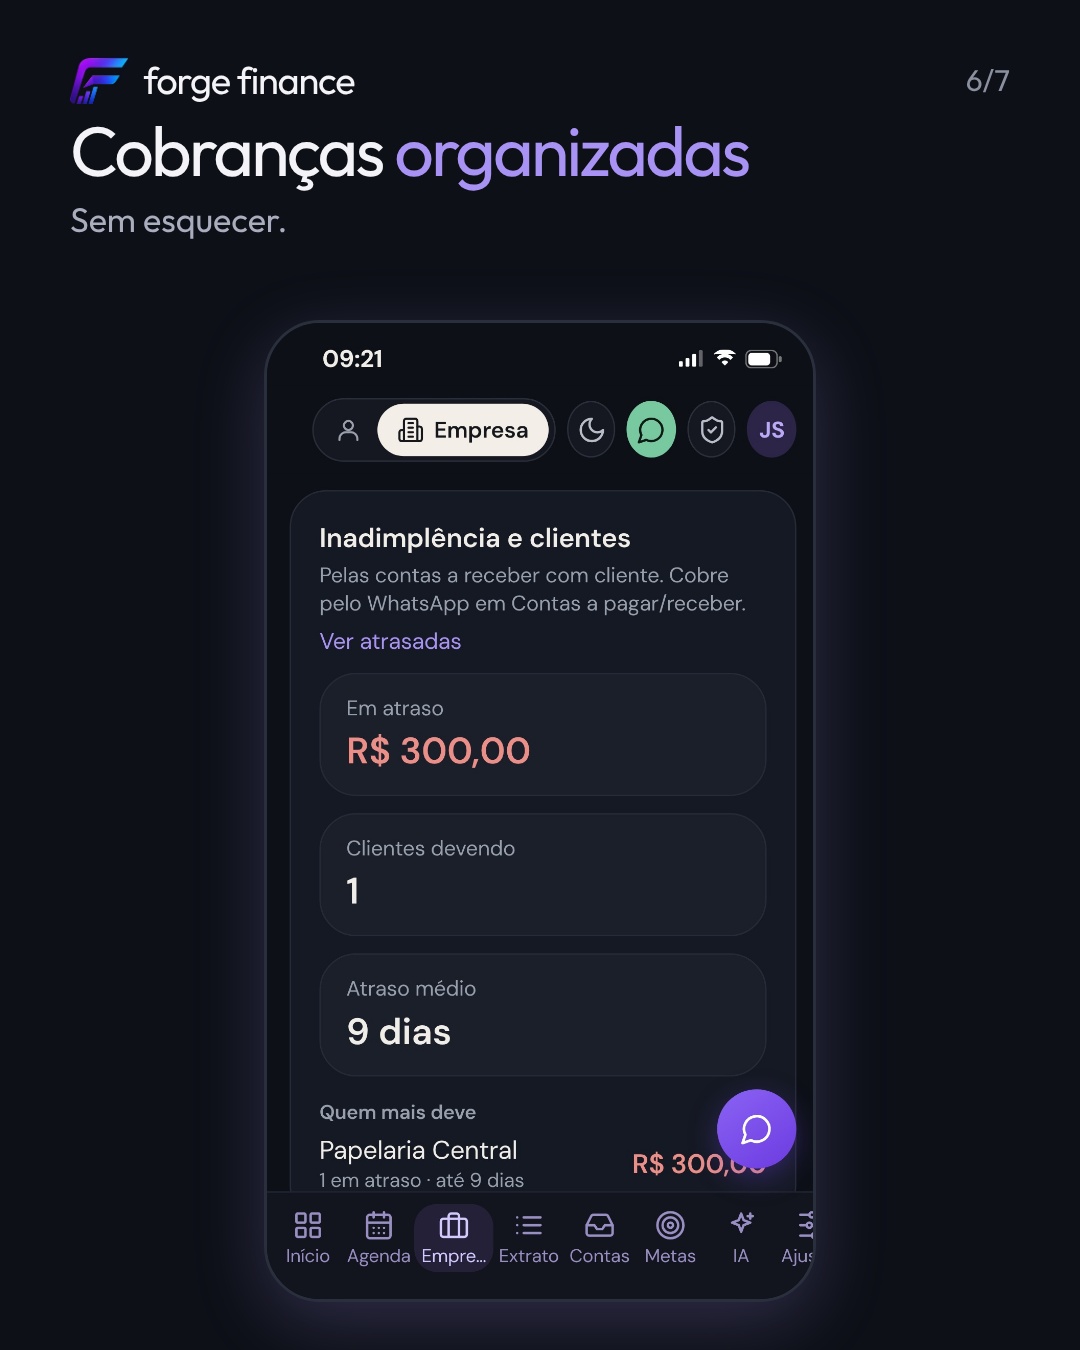 forge finance
6/7
Cobranças organizadas
Sem esquecer.
09:21
Empresa
JS
Inadimplência e clientes
Pelas contas a receber com cliente. Cobre
pelo WhatsApp em Contas a pagar/receber.
Ver atrasadas
Em atraso
R$ 300,00
Clientes devendo
1
Atraso médio
9 dias
Quem mais deve
Papelaria Central
R$ 300,00
1 em atraso · até 9 dias
Início
Agenda
Empre...
Extrato
Contas
Metas
IA
Ajus